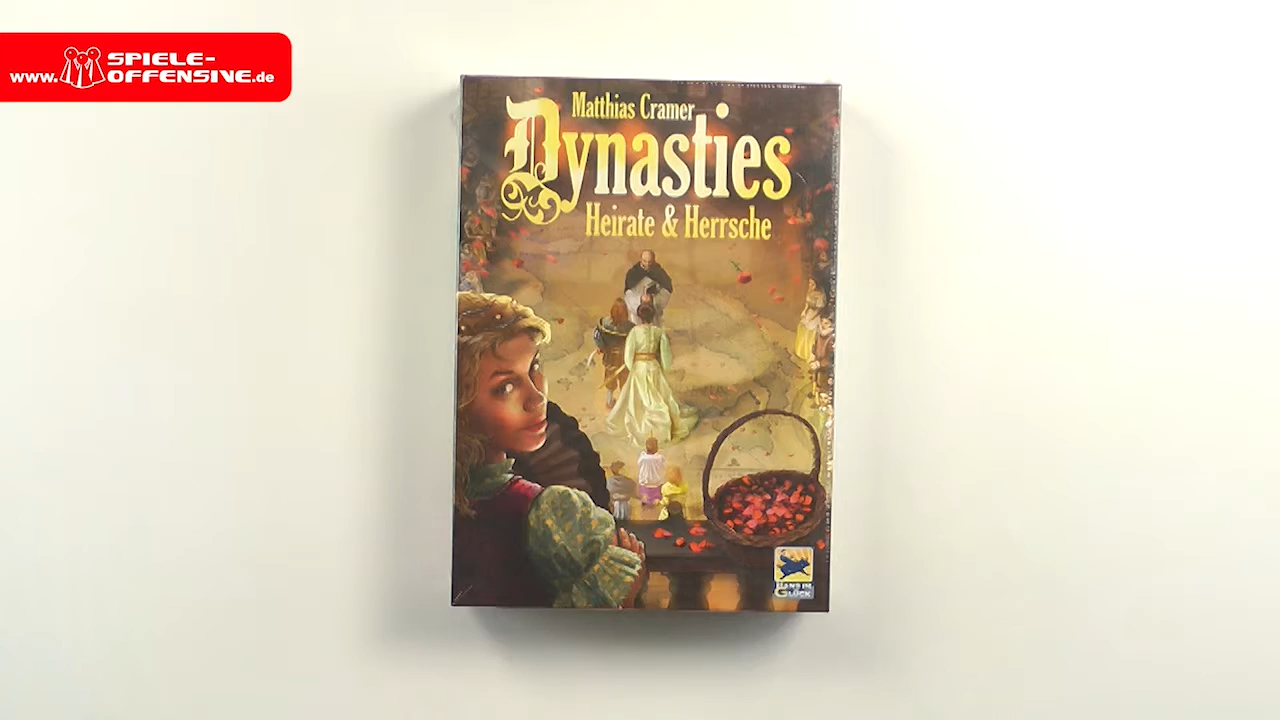 www.SPIELE-OFFENSIVE.de
Matthias Cramer
Dynasties
Heirate & Herrsche
HANS IM
GLÜCK